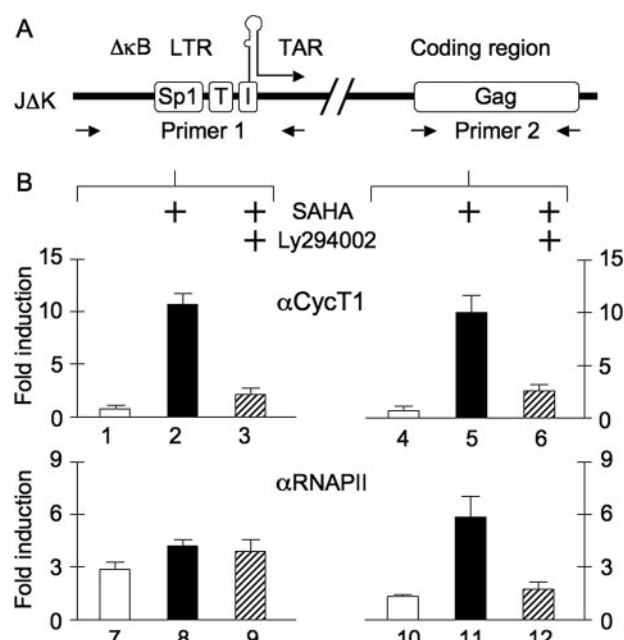 A
ΔκB LTR TAR Coding region
JΔK Sp1 T I Gag
Primer 1 Primer 2
B
+ + SAHA + +
+ Ly294002 +
15 αCycT1 15
10 10
5 5
0 0
Fold induction
1 2 3 4 5 6
9 αRNAPII 9
6 6
3 3
0 0
Fold induction
7 8 9 10 11 12